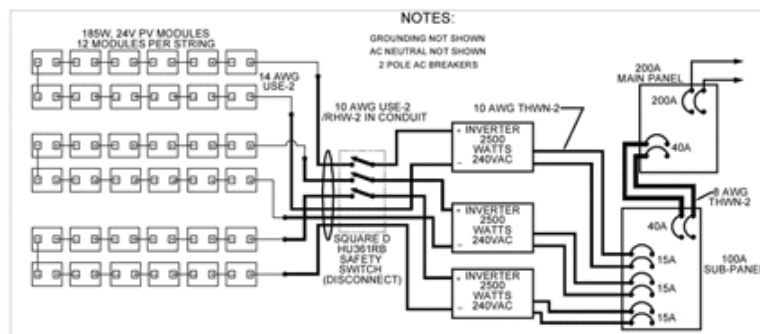 NOTES:
GROUNDING NOT SHOWN
AC NEUTRAL NOT SHOWN
2 POLE AC BREAKERS
185W, 24V PV MODULES
12 MODULES PER STRING
14 AWG
USE-2
10 AWG USE-2
/RHW-2 IN CONDUIT
10 AWG THWN-2
200A
MAIN PANEL
200A
40A
+ INVERTER
2500
WATTS
- 240VAC
+ INVERTER
2500
WATTS
- 240VAC
+ INVERTER
2500
WATTS
- 240VAC
SQUARE D
HU361RB
SAFETY
SWITCH
(DISCONNECT)
8 AWG
THWN-2
40A
15A
15A
15A
100A
SUB-PANEL